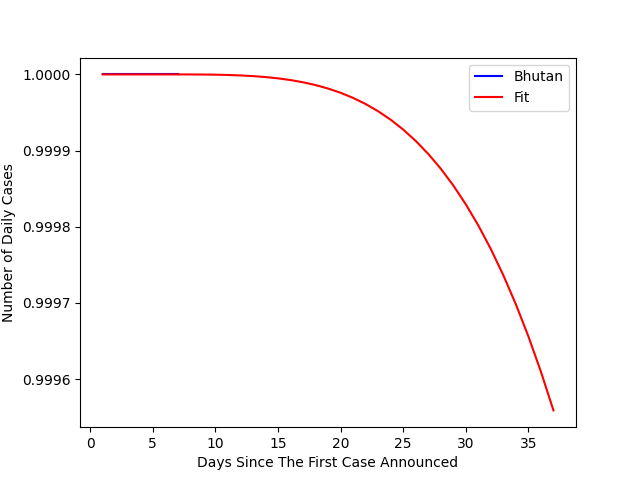 Bhutan
Fit
1.0000
0.9999
0.9998
0.9997
0.9996
Number of Daily Cases
0 5 10 15 20 25 30 35
Days Since The First Case Announced